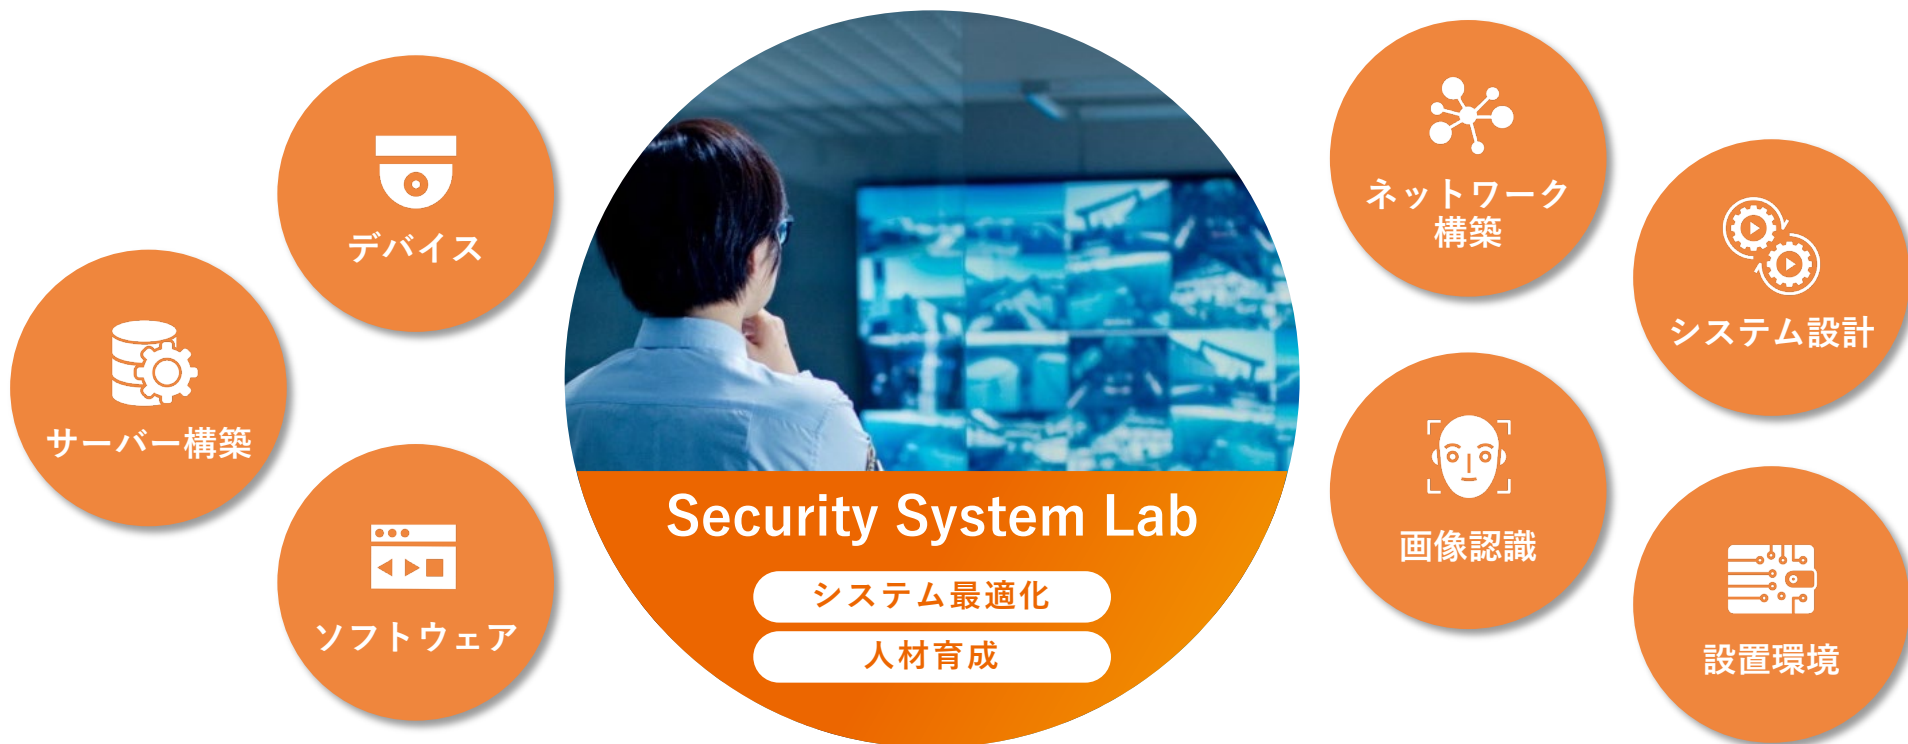 デバイス
サーバー構築
ソフトウェア
Security System Lab
システム最適化
人材育成
ネットワーク
構築
システム設計
画像認識
設置環境